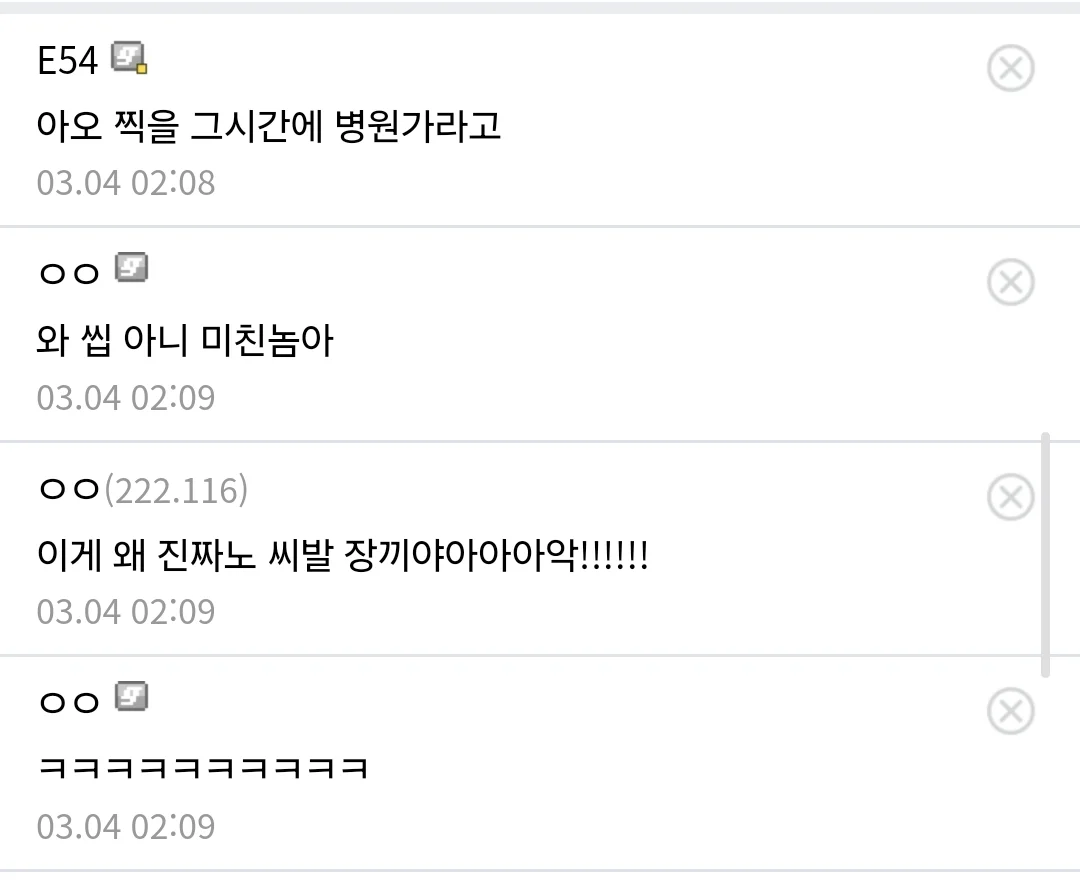 E54
아오 찍을 그시간에 병원가라고
03.04 02:08
ㅇㅇ
와 씹 아니 미친놈아
03.04 02:09
ㅇㅇ(222.116)
이게 왜 진짜노 씨발 장끼야아아아악!!!!!!
03.04 02:09
ㅇㅇ
ㅋㅋㅋㅋㅋㅋㅋㅋㅋㅋ
03.04 02:09